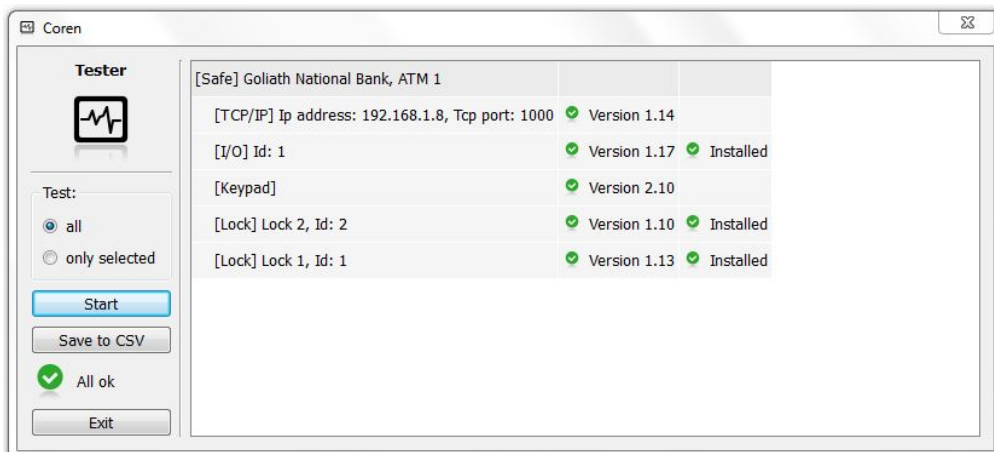 Coren
Tester
Test:
all
only selected
Start
Save to CSV
All ok
Exit
[Safe] Goliath National Bank, ATM 1
[TCP/IP] Ip address: 192.168.1.8, Tcp port: 1000 Version 1.14
[I/O] Id: 1 Version 1.17 Installed
[Keypad] Version 2.10
[Lock] Lock 2, Id: 2 Version 1.10 Installed
[Lock] Lock 1, Id: 1 Version 1.13 Installed